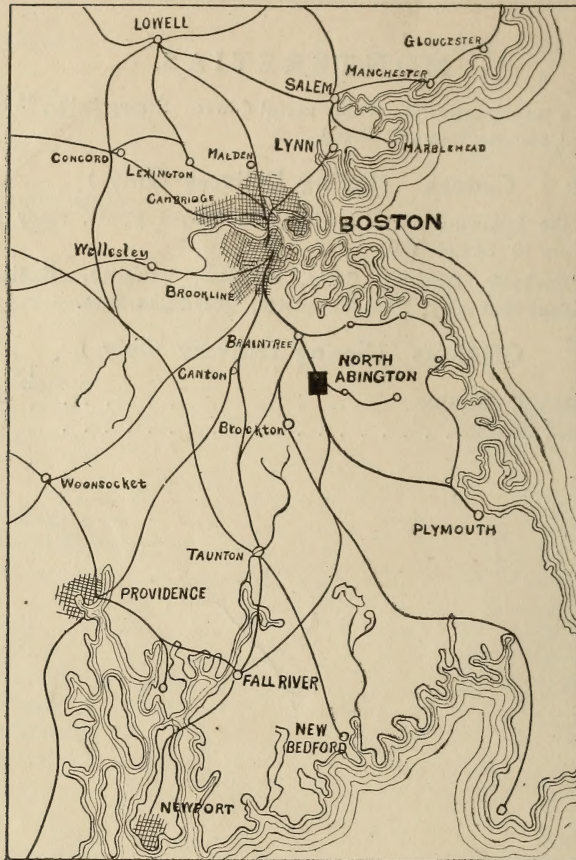 LOWELL
GLOUCESTER
MANCHESTER
SALEM
LYNN
MARBLEHEAD
MALDEN
CONCORD
LEXINGTON
CAMBRIDGE
BOSTON
Wellesley
BROOKLINE
BRAINTREE
NORTH
ABINGTON
CANTON
Brockton
WOONSOCKET
PLYMOUTH
TAUNTON
PROVIDENCE
FALL RIVER
NEW
BEDFORD
NEWPORT